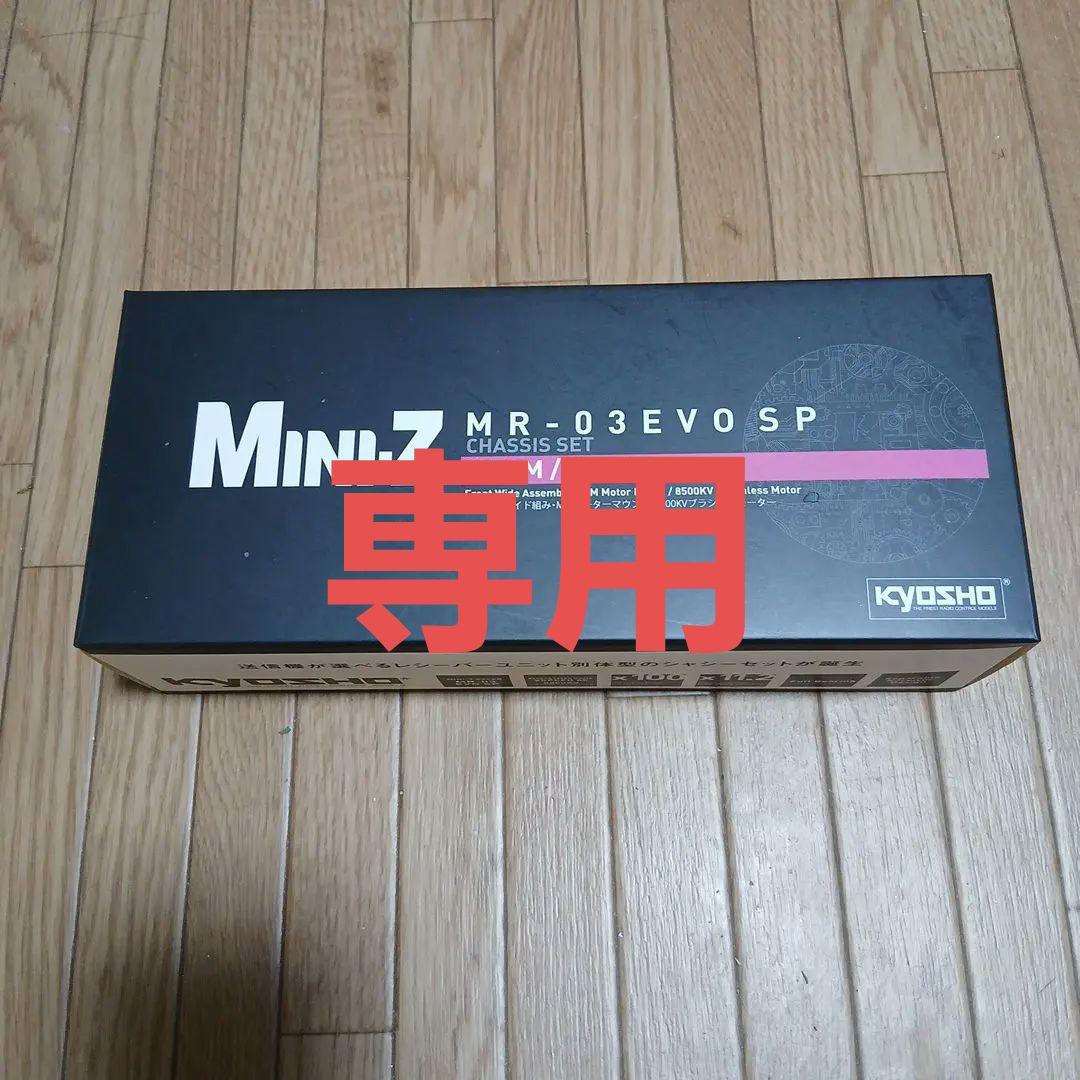 MINI-Z
MR-03EVO SP
CHASSIS SET
M/
Front Wide Assemb M Motor / 8500KV less Motor
イド組み・M ターマウン 00KVブラシ ーター
専用
KYOSHO
THE FINEST RADIO CONTROL MODELS
送信機が選べるレシーバーユニット別体型のシャシーセットが誕生
KYOSHO